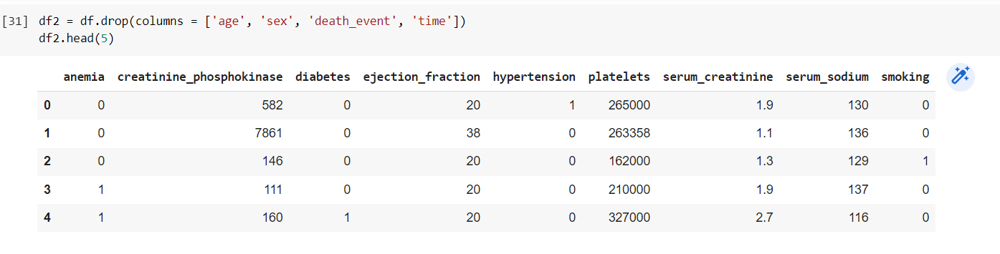 [31] df2 = df.drop(columns = ['age', 'sex', 'death_event', 'time'])
df2.head(5)
anemia creatinine_phosphokinase diabetes ejection_fraction hypertension platelets serum_creatinine serum_sodium smoking
0 0 582 0 20 1 265000 1.9 130 0
1 0 7861 0 38 0 263358 1.1 136 0
2 0 146 0 20 0 162000 1.3 129 1
3 1 111 0 20 0 210000 1.9 137 0
4 1 160 1 20 0 327000 2.7 116 0